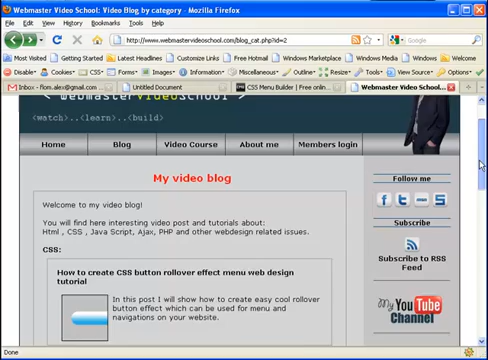 Webmaster Video School: Video Blog by category - Mozilla Firefox
File Edit View History Bookmarks Tools Help
http://www.webmastervideoschool.com/blog_cat.php?id=2
Google
Most Visited Getting Started Latest Headlines Customize Links Free Hotmail Windows Marketplace
Disable Cookies CSS Forms Images Information Miscellaneous Outline Resize Tools View Source
Inbox - flom.alex@gmail.com Untitled Document CSS Menu Builder | Free onlin... Webmaster Video School...
< webmasterVideoSchool >
<watch>..<learn>..<build>
Home Blog Video Course About me Members login
My video blog
Welcome to my video blog!
You will find here interesting video post and tutorials about:
Html , CSS , Java Script, Ajax, PHP and other webdesign related issues.
CSS:
How to create CSS button rollover effect menu web design
tutorial
In this post I will show how to create easy cool rollover
button effect which can be used for menu and
navigations on your website.
Follow me
Subscribe
Subscribe to RSS
Feed
My YouTube
Channel
Done